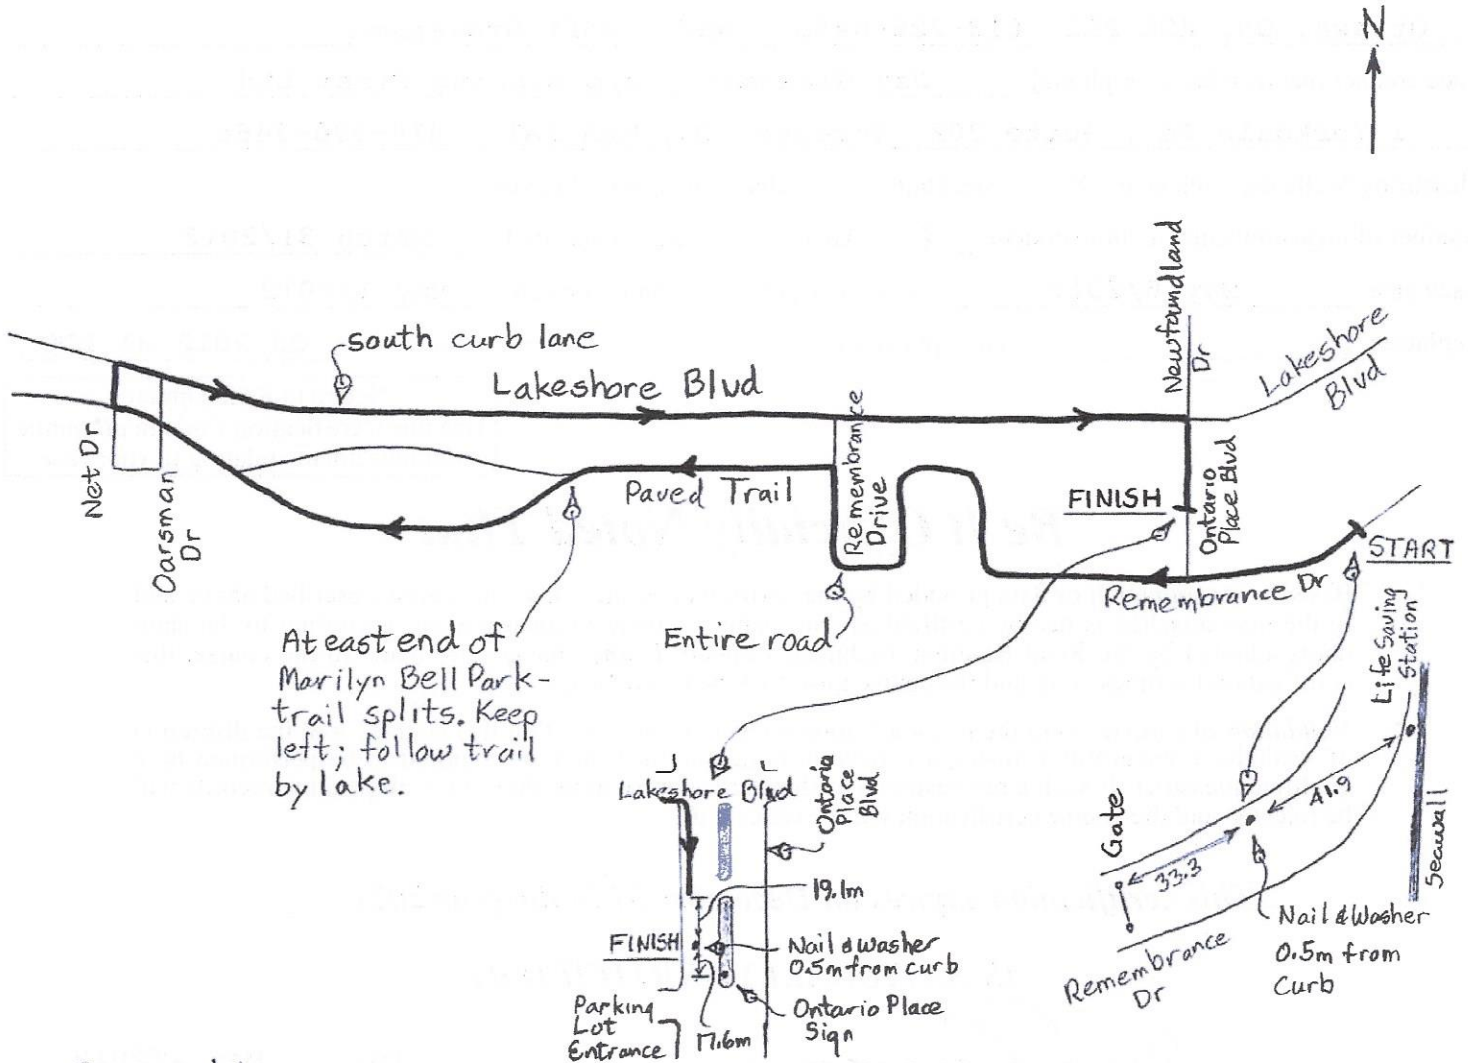 N
Newfoundland
Dr
Lakeshore
Blvd
south curb lane
Lakeshore Blvd
Net Dr
Oarsman
Dr
Paved Trail
Remembrance
Drive
FINISH
Ontario
Place Blvd
START
Remembrance Dr
At east end of
Marilyn Bell Park-
trail splits. Keep
left; follow trail
by lake.
Entire road
Life Saving
Station
Lakeshore Blvd
Ontario
Place
Blvd
Gate
33.3
41.9
Seawall
19.1m
FINISH
Nail & Washer
0.5m from curb
Nail & Washer
0.5m from
Curb
Remembrance
Dr
Parking
Lot
Entrance
17.6m
Ontario Place
Sign